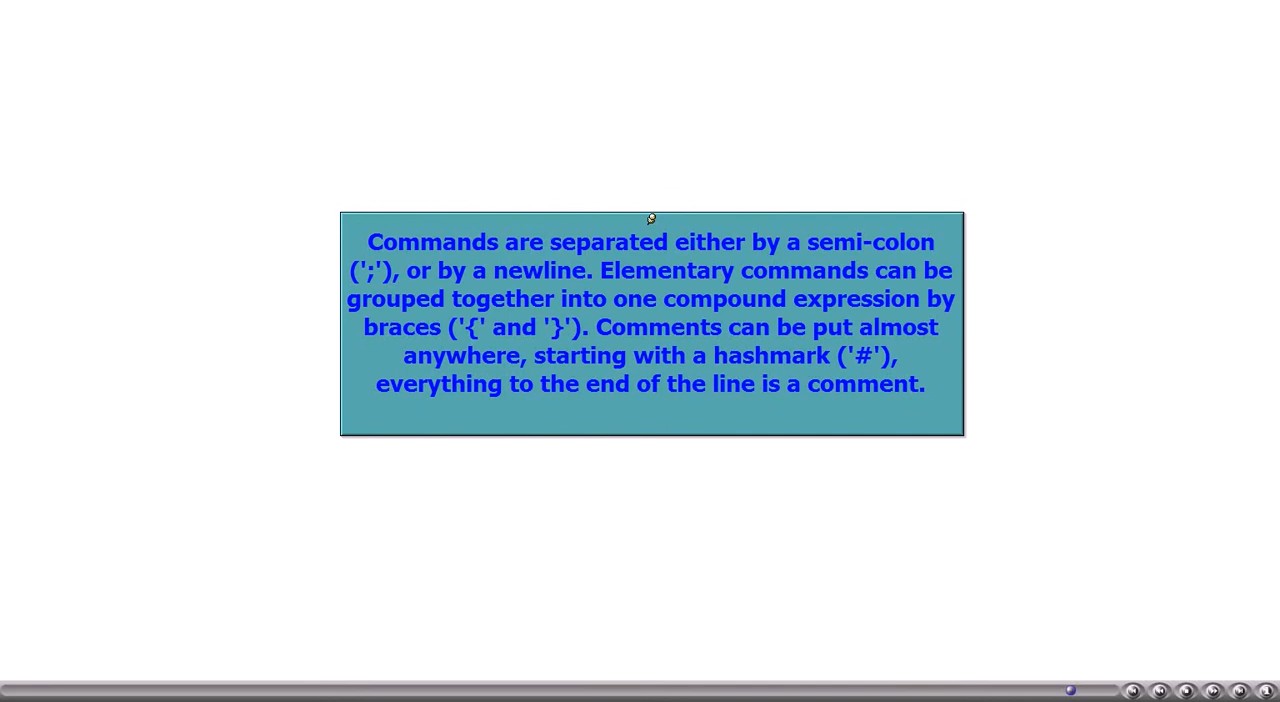 Commands are separated either by a semi-colon
(';'), or by a newline. Elementary commands can be
grouped together into one compound expression by
braces ('{' and '}'). Comments can be put almost
anywhere, starting with a hashmark ('#'),
everything to the end of the line is a comment.